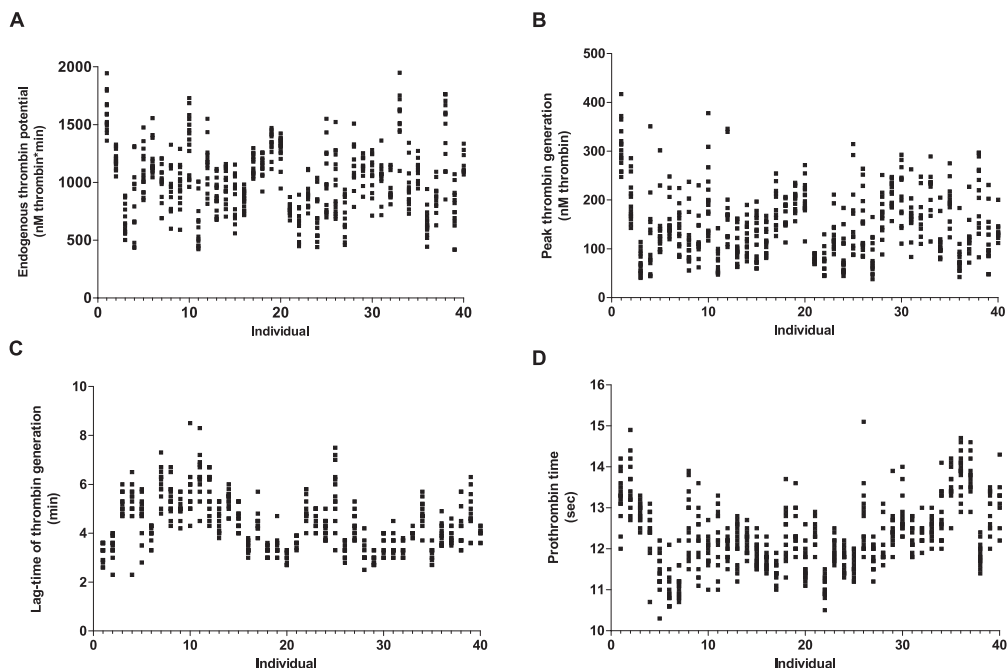 A
Endogenous thrombin potential
(nM thrombin*min)
2000
1500
1000
500
0
0 10 20 30 40
Individual
B
Peak thrombin generation
(nM thrombin)
500
400
300
200
100
0
0 10 20 30 40
Individual
C
Lag-time of thrombin generation
(min)
10
8
6
4
2
0
0 10 20 30 40
Individual
D
Prothrombin time
(sec)
16
15
14
13
12
11
10
0 10 20 30 40
Individual